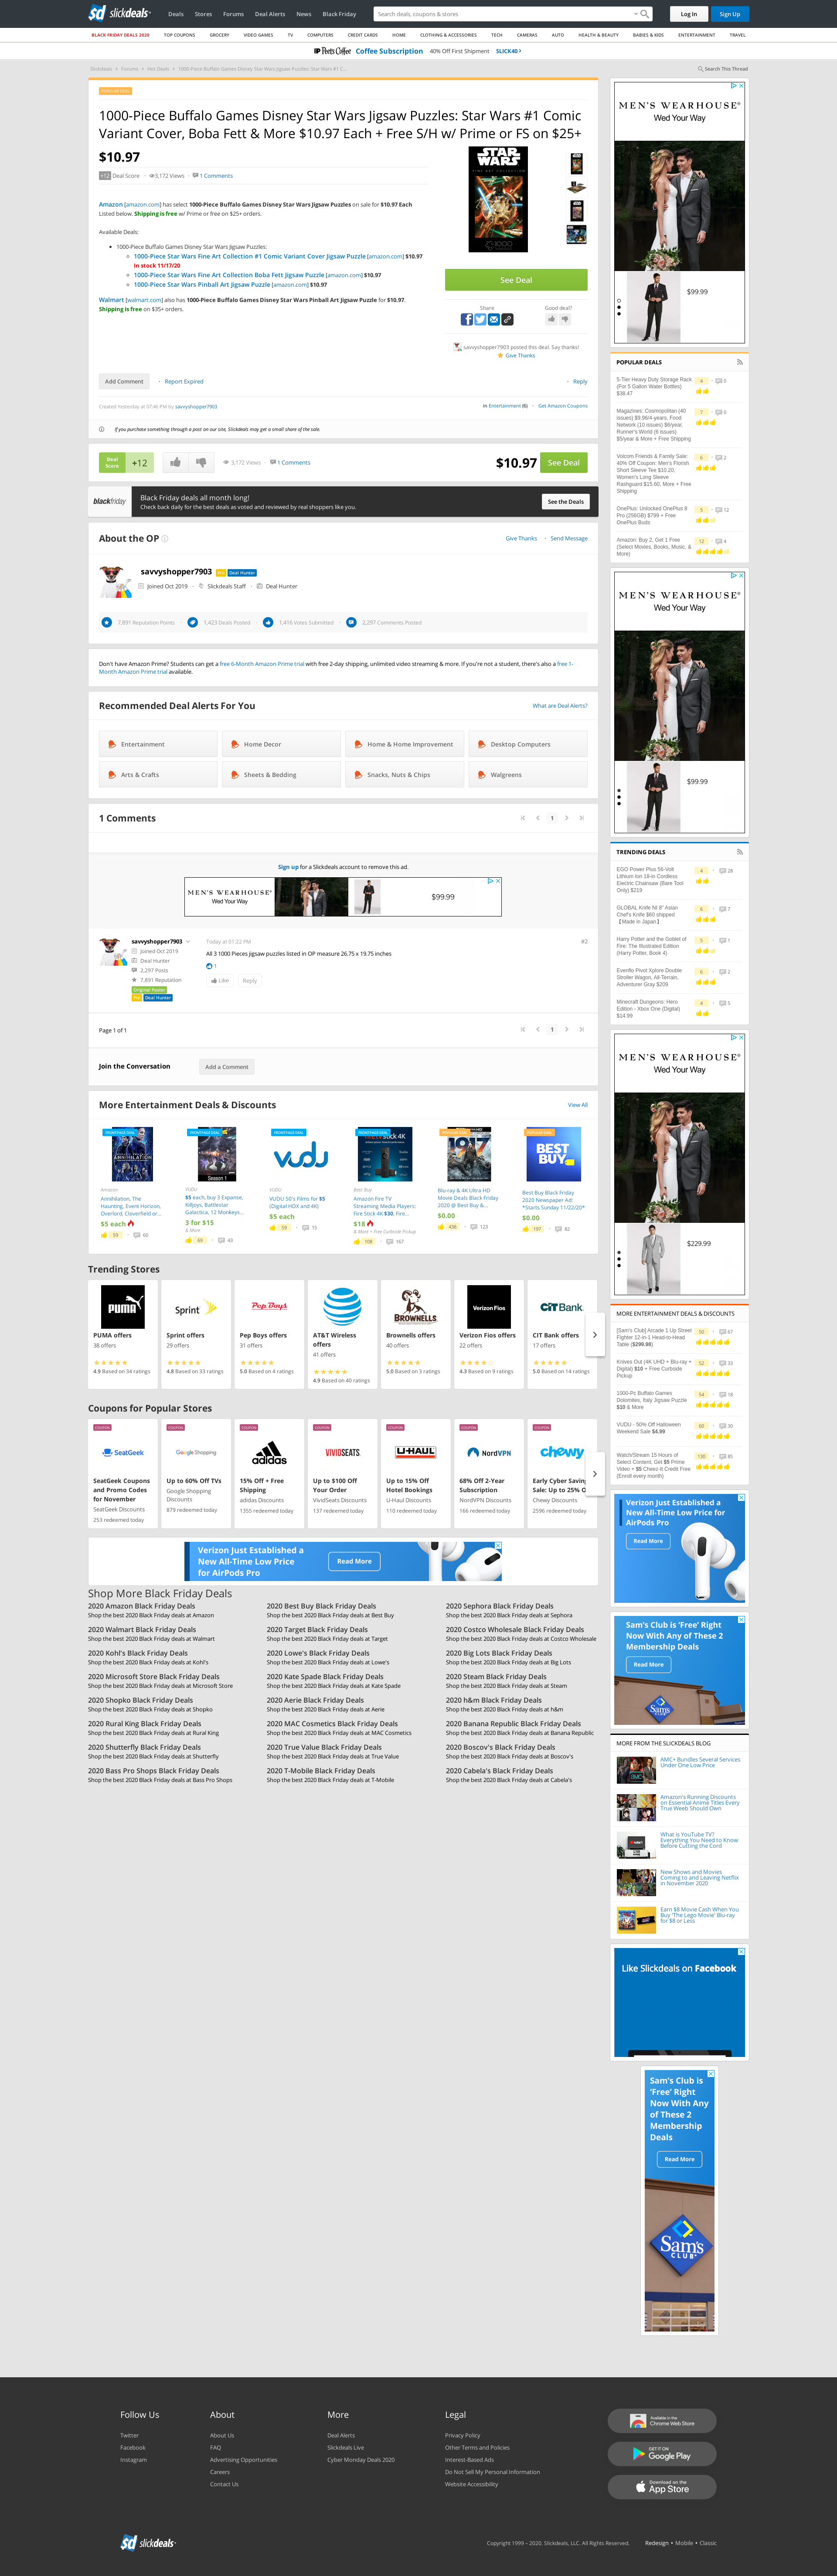 slickdeals
Deals
Stores
Forums
Deal Alerts
News
Black Friday
Search deals, coupons & stores
Log In
Sign Up
BLACK FRIDAY DEALS 2020
TOP COUPONS
GROCERY
VIDEO GAMES
TV
COMPUTERS
CREDIT CARDS
HOME
CLOTHING & ACCESSORIES
TECH
CAMERAS
AUTO
HEALTH & BEAUTY
BABIES & KIDS
ENTERTAINMENT
TRAVEL
Peet's Coffee
Coffee Subscription
40% Off First Shipment
SLICK40 ›
Slickdeals
Forums
Hot Deals
1000-Piece Buffalo Games Disney Star Wars Jigsaw Puzzles: Star Wars #1 C...
Search This Thread
POPULAR DEAL
1000-Piece Buffalo Games Disney Star Wars Jigsaw Puzzles: Star Wars #1 Comic
Variant Cover, Boba Fett & More $10.97 Each + Free S/H w/ Prime or FS on $25+
$10.97
+12 Deal Score
3,172 Views
1 Comments
Amazon [amazon.com] has select 1000-Piece Buffalo Games Disney Star Wars Jigsaw Puzzles on sale for $10.97 Each
Listed below. Shipping is free w/ Prime or free on $25+ orders.
Available Deals:
1000-Piece Buffalo Games Disney Star Wars Jigsaw Puzzles:
1000-Piece Star Wars Fine Art Collection #1 Comic Variant Cover Jigsaw Puzzle [amazon.com] $10.97
In stock 11/17/20
1000-Piece Star Wars Fine Art Collection Boba Fett Jigsaw Puzzle [amazon.com] $10.97
1000-Piece Star Wars Pinball Art Jigsaw Puzzle [amazon.com] $10.97
Walmart [walmart.com] also has 1000-Piece Buffalo Games Disney Star Wars Pinball Art Jigsaw Puzzle for $10.97.
Shipping is free on $35+ orders.
STAR WARS
See Deal
Share
Good deal?
savvyshopper7903 posted this deal. Say thanks!
Give Thanks
Add Comment
Report Expired
Reply
Created Yesterday at 07:46 PM by savvyshopper7903
in Entertainment (6)
Get Amazon Coupons
If you purchase something through a post on our site, Slickdeals may get a small share of the sale.
Deal
Score
+12
3,172 Views
1 Comments
$10.97
See Deal
blackfriday
Black Friday deals all month long!
Check back daily for the best deals as voted and reviewed by real shoppers like you.
See the Deals
About the OP
Give Thanks
Send Message
savvyshopper7903
Pro
Deal Hunter
Joined Oct 2019
Slickdeals Staff
Deal Hunter
7,891 Reputation Points
1,423 Deals Posted
1,416 Votes Submitted
2,297 Comments Posted
Don't have Amazon Prime? Students can get a free 6-Month Amazon Prime trial with free 2-day shipping, unlimited video streaming & more. If you're not a student, there's also a free 1-
Month Amazon Prime trial available.
Recommended Deal Alerts For You
What are Deal Alerts?
Entertainment
Home Decor
Home & Home Improvement
Desktop Computers
Arts & Crafts
Sheets & Bedding
Snacks, Nuts & Chips
Walgreens
1 Comments
1
Sign up for a Slickdeals account to remove this ad.
MEN'S WEARHOUSE®
Wed Your Way
$99.99
savvyshopper7903
Joined Oct 2019
Deal Hunter
2,297 Posts
7,891 Reputation
Original Poster
Pro
Deal Hunter
Today at 01:22 PM
#2
All 3 1000 Pieces jigsaw puzzles listed in OP measure 26.75 x 19.75 inches
1
Like
Reply
Page 1 of 1
1
Join the Conversation
Add a Comment
More Entertainment Deals & Discounts
View All
FRONTPAGE DEAL
Amazon
Annihilation, The
Haunting, Event Horizon,
Overlord, Cloverfield or...
$5 each
59
60
FRONTPAGE DEAL
Season 1
VUDU
$5 each, buy 3 Expanse,
Killjoys, Battlestar
Galactica, 12 Monkeys...
3 for $15
& More
69
43
FRONTPAGE DEAL
vudu
VUDU
VUDU 50's Films for $5
(Digital HDX and 4K)
$5 each
59
15
FRONTPAGE DEAL
Best Buy
Amazon Fire TV
Streaming Media Players:
Fire Stick 4K $30, Fire...
$18
& More + Free Curbside Pickup
108
167
1917
Blu-ray & 4K Ultra HD
Movie Deals Black Friday
2020 @ Best Buy &...
$0.00
438
123
BEST BUY
Best Buy Black Friday
2020 Newspaper Ad:
*Starts Sunday 11/22/20*
$0.00
197
82
Trending Stores
PUMA
PUMA offers
38 offers
4.9 Based on 34 ratings
Sprint
Sprint offers
29 offers
4.8 Based on 33 ratings
Pep Boys
Pep Boys offers
31 offers
5.0 Based on 4 ratings
AT&T Wireless
offers
41 offers
4.9 Based on 40 ratings
BROWNELLS
Brownells offers
40 offers
5.0 Based on 3 ratings
Verizon Fios
Verizon Fios offers
22 offers
4.3 Based on 9 ratings
CIT Bank
CIT Bank offers
17 offers
5.0 Based on 14 ratings
Coupons for Popular Stores
COUPON
SeatGeek
SeatGeek Coupons
and Promo Codes
for November
SeatGeek Discounts
253 redeemed today
COUPON
Google Shopping
Up to 60% Off TVs
Google Shopping
Discounts
879 redeemed today
COUPON
adidas
15% Off + Free
Shipping
adidas Discounts
1355 redeemed today
COUPON
VIVID SEATS
Up to $100 Off
Your Order
VividSeats Discounts
137 redeemed today
COUPON
U-HAUL
Up to 15% Off
Hotel Bookings
U-Haul Discounts
110 redeemed today
COUPON
NordVPN
68% Off 2-Year
Subscription
NordVPN Discounts
166 redeemed today
COUPON
chewy
Early Cyber Saving
Sale: Up to 25% O
Chewy Discounts
2596 redeemed today
Verizon Just Established a
New All-Time Low Price
for AirPods Pro
Read More
Shop More Black Friday Deals
2020 Amazon Black Friday Deals
Shop the best 2020 Black Friday deals at Amazon
2020 Best Buy Black Friday Deals
Shop the best 2020 Black Friday deals at Best Buy
2020 Sephora Black Friday Deals
Shop the best 2020 Black Friday deals at Sephora
2020 Walmart Black Friday Deals
Shop the best 2020 Black Friday deals at Walmart
2020 Target Black Friday Deals
Shop the best 2020 Black Friday deals at Target
2020 Costco Wholesale Black Friday Deals
Shop the best 2020 Black Friday deals at Costco Wholesale
2020 Kohl's Black Friday Deals
Shop the best 2020 Black Friday deals at Kohl's
2020 Lowe's Black Friday Deals
Shop the best 2020 Black Friday deals at Lowe's
2020 Big Lots Black Friday Deals
Shop the best 2020 Black Friday deals at Big Lots
2020 Microsoft Store Black Friday Deals
Shop the best 2020 Black Friday deals at Microsoft Store
2020 Kate Spade Black Friday Deals
Shop the best 2020 Black Friday deals at Kate Spade
2020 Steam Black Friday Deals
Shop the best 2020 Black Friday deals at Steam
2020 Shopko Black Friday Deals
Shop the best 2020 Black Friday deals at Shopko
2020 Aerie Black Friday Deals
Shop the best 2020 Black Friday deals at Aerie
2020 h&m Black Friday Deals
Shop the best 2020 Black Friday deals at h&m
2020 Rural King Black Friday Deals
Shop the best 2020 Black Friday deals at Rural King
2020 MAC Cosmetics Black Friday Deals
Shop the best 2020 Black Friday deals at MAC Cosmetics
2020 Banana Republic Black Friday Deals
Shop the best 2020 Black Friday deals at Banana Republic
2020 Shutterfly Black Friday Deals
Shop the best 2020 Black Friday deals at Shutterfly
2020 True Value Black Friday Deals
Shop the best 2020 Black Friday deals at True Value
2020 Boscov's Black Friday Deals
Shop the best 2020 Black Friday deals at Boscov's
2020 Bass Pro Shops Black Friday Deals
Shop the best 2020 Black Friday deals at Bass Pro Shops
2020 T-Mobile Black Friday Deals
Shop the best 2020 Black Friday deals at T-Mobile
2020 Cabela's Black Friday Deals
Shop the best 2020 Black Friday deals at Cabela's
MEN'S WEARHOUSE®
Wed Your Way
$99.99
POPULAR DEALS
5-Tier Heavy Duty Storage Rack
(For 5 Gallon Water Bottles)
$38.47
4
0
Magazines: Cosmopolitan (40
issues) $9.96/4-years, Food
Network (10 issues) $6/year,
Runner's World (6 issues)
$5/year & More + Free Shipping
7
0
Volcom Friends & Family Sale:
40% Off Coupon: Men's Florish
Short Sleeve Tee $10.20,
Women's Long Sleeve
Rashguard $15.60, More + Free
Shipping
6
2
OnePlus: Unlocked OnePlus 8
Pro (256GB) $799 + Free
OnePlus Buds
5
12
Amazon: Buy 2, Get 1 Free
(Select Movies, Books, Music, &
More)
12
4
MEN'S WEARHOUSE®
Wed Your Way
$99.99
TRENDING DEALS
EGO Power Plus 56-Volt
Lithium Ion 18-in Cordless
Electric Chainsaw (Bare Tool
Only) $219
4
28
GLOBAL Knife NI 8" Asian
Chef's Knife $60 shipped
【Made in Japan】
6
7
Harry Potter and the Goblet of
Fire: The Illustrated Edition
(Harry Potter, Book 4)
5
1
Evenflo Pivot Xplore Double
Stroller Wagon, All-Terrain,
Adventurer Gray $209
6
2
Minecraft Dungeons: Hero
Edition - Xbox One (Digital)
$14.99
4
5
MEN'S WEARHOUSE®
Wed Your Way
$229.99
MORE ENTERTAINMENT DEALS & DISCOUNTS
[Sam's Club] Arcade 1 Up Street
Fighter 12-in-1 Head-to-Head
Table ($298.98)
50
67
Knives Out (4K UHD + Blu-ray +
Digital) $10 + Free Curbside
Pickup
52
33
1000-Pc Buffalo Games
Dolomites, Italy Jigsaw Puzzle
$10 & More
54
18
VUDU - 50% Off Halloween
Weekend Sale $4.99
60
30
Watch/Stream 15 Hours of
Select Content, Get $5 Prime
Video + $5 Cheez-It Credit Free
(Enroll every month)
130
85
Verizon Just Established a
New All-Time Low Price for
AirPods Pro
Read More
Sam's Club is 'Free' Right
Now With Any of These 2
Membership Deals
Read More
MORE FROM THE SLICKDEALS BLOG
AMC+ Bundles Several Services
Under One Low Price
Amazon's Running Discounts
on Essential Anime Titles Every
True Weeb Should Own
What is YouTube TV?
Everything You Need to Know
Before Cutting the Cord
New Shows and Movies
Coming to and Leaving Netflix
in November 2020
Earn $8 Movie Cash When You
Buy 'The Lego Movie' Blu-ray
for $8 or Less
Like Slickdeals on Facebook
Sam's Club is
'Free' Right
Now With Any
of These 2
Membership
Deals
Read More
Sam's
CLUB
Follow Us
Twitter
Facebook
Instagram
About
About Us
FAQ
Advertising Opportunities
Careers
Contact Us
More
Deal Alerts
Slickdeals Live
Cyber Monday Deals 2020
Legal
Privacy Policy
Other Terms and Policies
Interest-Based Ads
Do Not Sell My Personal Information
Website Accessibility
Available in the
Chrome Web Store
GET IT ON
Google Play
Download on the
App Store
slickdeals
Copyright 1999 – 2020. Slickdeals, LLC. All Rights Reserved.
Redesign • Mobile • Classic